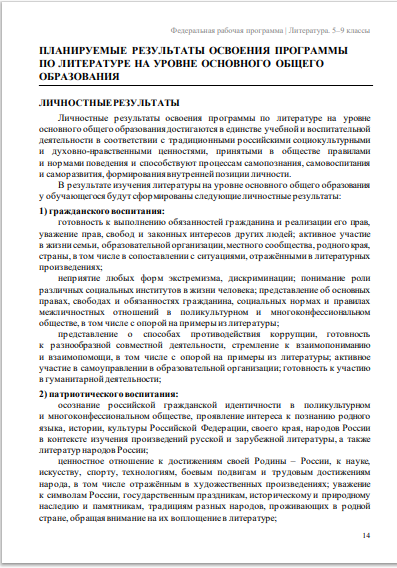 Федеральная рабочая программа | Литература. 5–9 классы
ПЛАНИРУЕМЫЕ РЕЗУЛЬТАТЫ ОСВОЕНИЯ ПРОГРАММЫ
ПО ЛИТЕРАТУРЕ НА УРОВНЕ ОСНОВНОГО ОБЩЕГО
ОБРАЗОВАНИЯ
ЛИЧНОСТНЫЕ РЕЗУЛЬТАТЫ
Личностные результаты освоения программы по литературе на уровне
основного общего образования достигаются в единстве учебной и воспитательной
деятельности в соответствии с традиционными российскими социокультурными
и духовно-нравственными ценностями, принятыми в обществе правилами
и нормами поведения и способствуют процессам самопознания, самовоспитания
и саморазвития, формирования внутренней позиции личности.
В результате изучения литературы на уровне основного общего образования
у обучающегося будут сформированы следующие личностные результаты:
1) гражданского воспитания:
готовность к выполнению обязанностей гражданина и реализации его прав,
уважение прав, свобод и законных интересов других людей; активное участие
в жизни семьи, образовательной организации, местного сообщества, родного края,
страны, в том числе в сопоставлении с ситуациями, отражёнными в литературных
произведениях;
неприятие любых форм экстремизма, дискриминации; понимание роли
различных социальных институтов в жизни человека; представление об основных
правах, свободах и обязанностях гражданина, социальных нормах и правилах
межличностных отношений в поликультурном и многоконфессиональном
обществе, в том числе с опорой на примеры из литературы;
представление о способах противодействия коррупции, готовность
к разнообразной совместной деятельности, стремление к взаимопониманию
и взаимопомощи, в том числе с опорой на примеры из литературы; активное
участие в самоуправлении в образовательной организации; готовность к участию
в гуманитарной деятельности;
2) патриотического воспитания:
осознание российской гражданской идентичности в поликультурном
и многоконфессиональном обществе, проявление интереса к познанию родного
языка, истории, культуры Российской Федерации, своего края, народов России
в контексте изучения произведений русской и зарубежной литературы, а также
литератур народов России;
ценностное отношение к достижениям своей Родины – России, к науке,
искусству, спорту, технологиям, боевым подвигам и трудовым достижениям
народа, в том числе отражённым в художественных произведениях; уважение
к символам России, государственным праздникам, историческому и природному
наследию и памятникам, традициям разных народов, проживающих в родной
стране, обращая внимание на их воплощение в литературе;
14